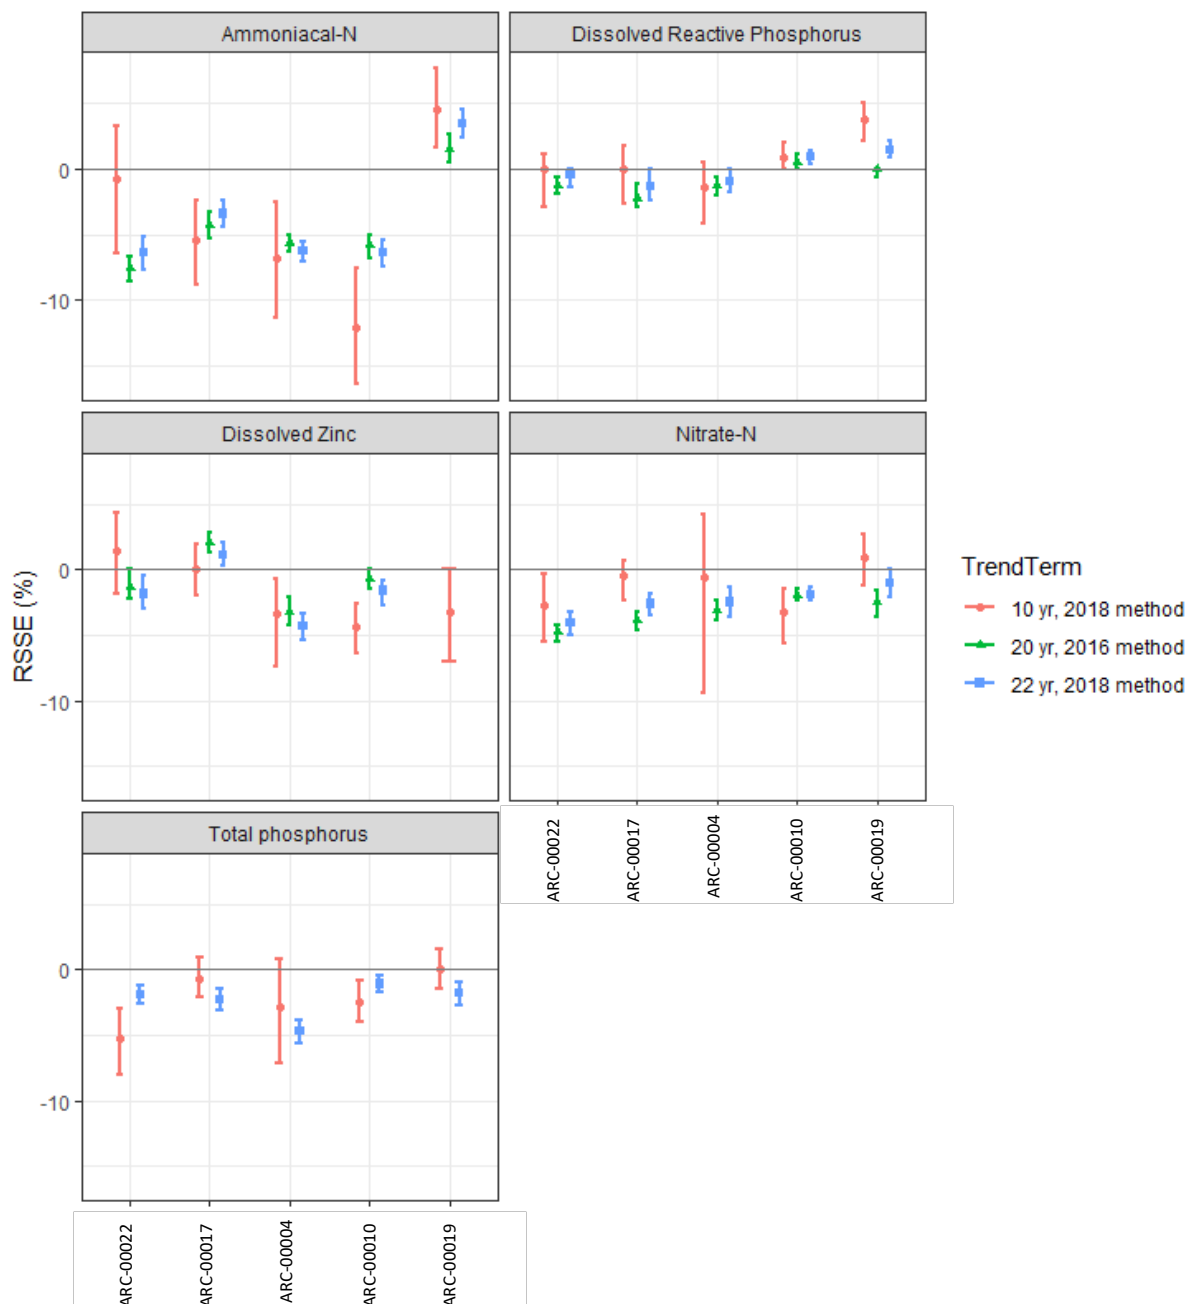 Ammoniacal-N
Dissolved Reactive Phosphorus
0
-10
Dissolved Zinc
Nitrate-N
0
-10
RSSE (%)
TrendTerm
10 yr, 2018 method
20 yr, 2016 method
22 yr, 2018 method
ARC-00022
ARC-00017
ARC-00004
ARC-00010
ARC-00019
Total phosphorus
0
-10
ARC-00022
ARC-00017
ARC-00004
ARC-00010
ARC-00019